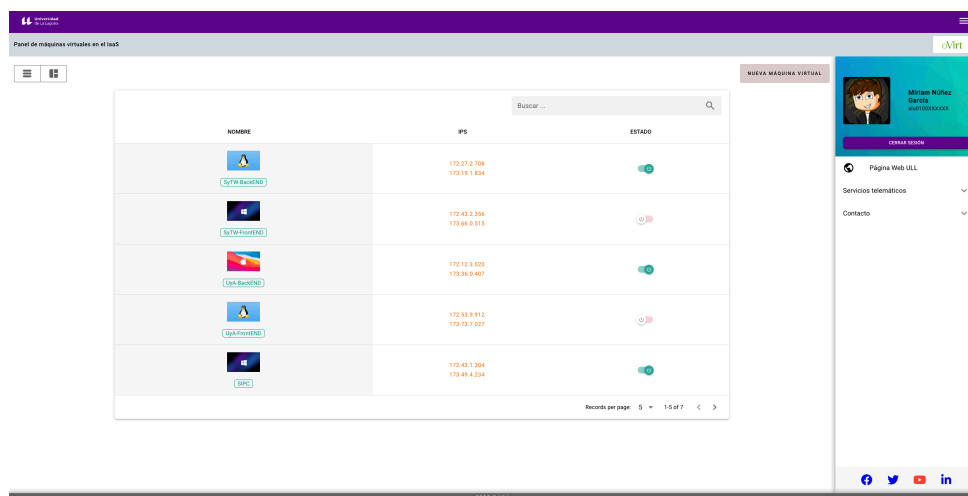 Universidad
de La Laguna
Panel de máquinas virtuales en el IaaS
oVirt
NUEVA MÁQUINA VIRTUAL
Buscar ...
NOMBRE IPS ESTADO
SyTW-BackEND
172.27.2.708
173.19.1.834
SyTW-FrontEND
172.43.2.356
173.66.0.515
UyA-BackEND
172.12.3.520
173.36.0.407
UyA-FrontEND
172.53.9.912
173.73.7.027
SIPC
172.43.1.304
173.49.4.234
Records per page: 5 1-5 of 7
Miriam Núñez
García
alu0100XXXXXX
CERRAR SESIÓN
Página Web ULL
Servicios telemáticos
Contacto